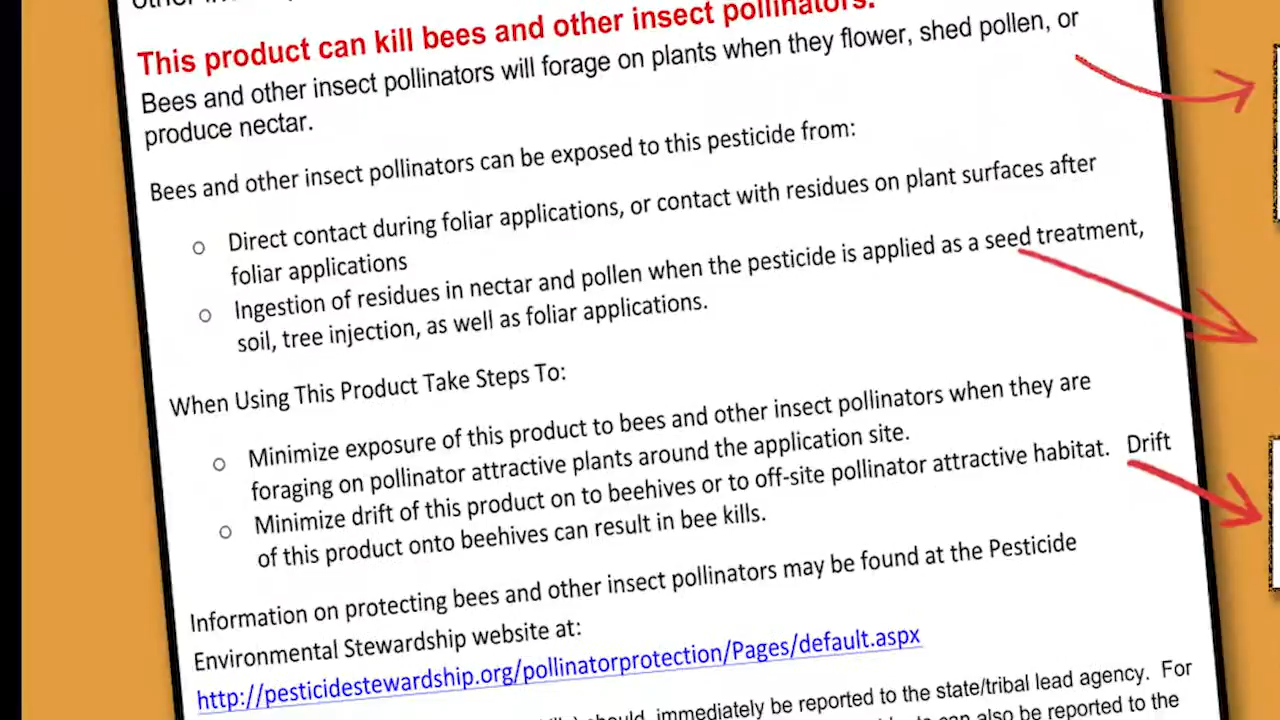 This product can kill bees and other insect pollinators.
Bees and other insect pollinators will forage on plants when they flower, shed pollen, or
produce nectar.
Bees and other insect pollinators can be exposed to this pesticide from:
○ Direct contact during foliar applications, or contact with residues on plant surfaces after
foliar applications
○ Ingestion of residues in nectar and pollen when the pesticide is applied as a seed treatment,
soil, tree injection, as well as foliar applications.
When Using This Product Take Steps To:
○ Minimize exposure of this product to bees and other insect pollinators when they are
foraging on pollinator attractive plants around the application site.
○ Minimize drift of this product on to beehives or to off-site pollinator attractive habitat. Drift
of this product onto beehives can result in bee kills.
Information on protecting bees and other insect pollinators may be found at the Pesticide
Environmental Stewardship website at:
http://pesticidestewardship.org/pollinatorprotection/Pages/default.aspx
should immediately be reported to the state/tribal lead agency. For
can also be reported to the